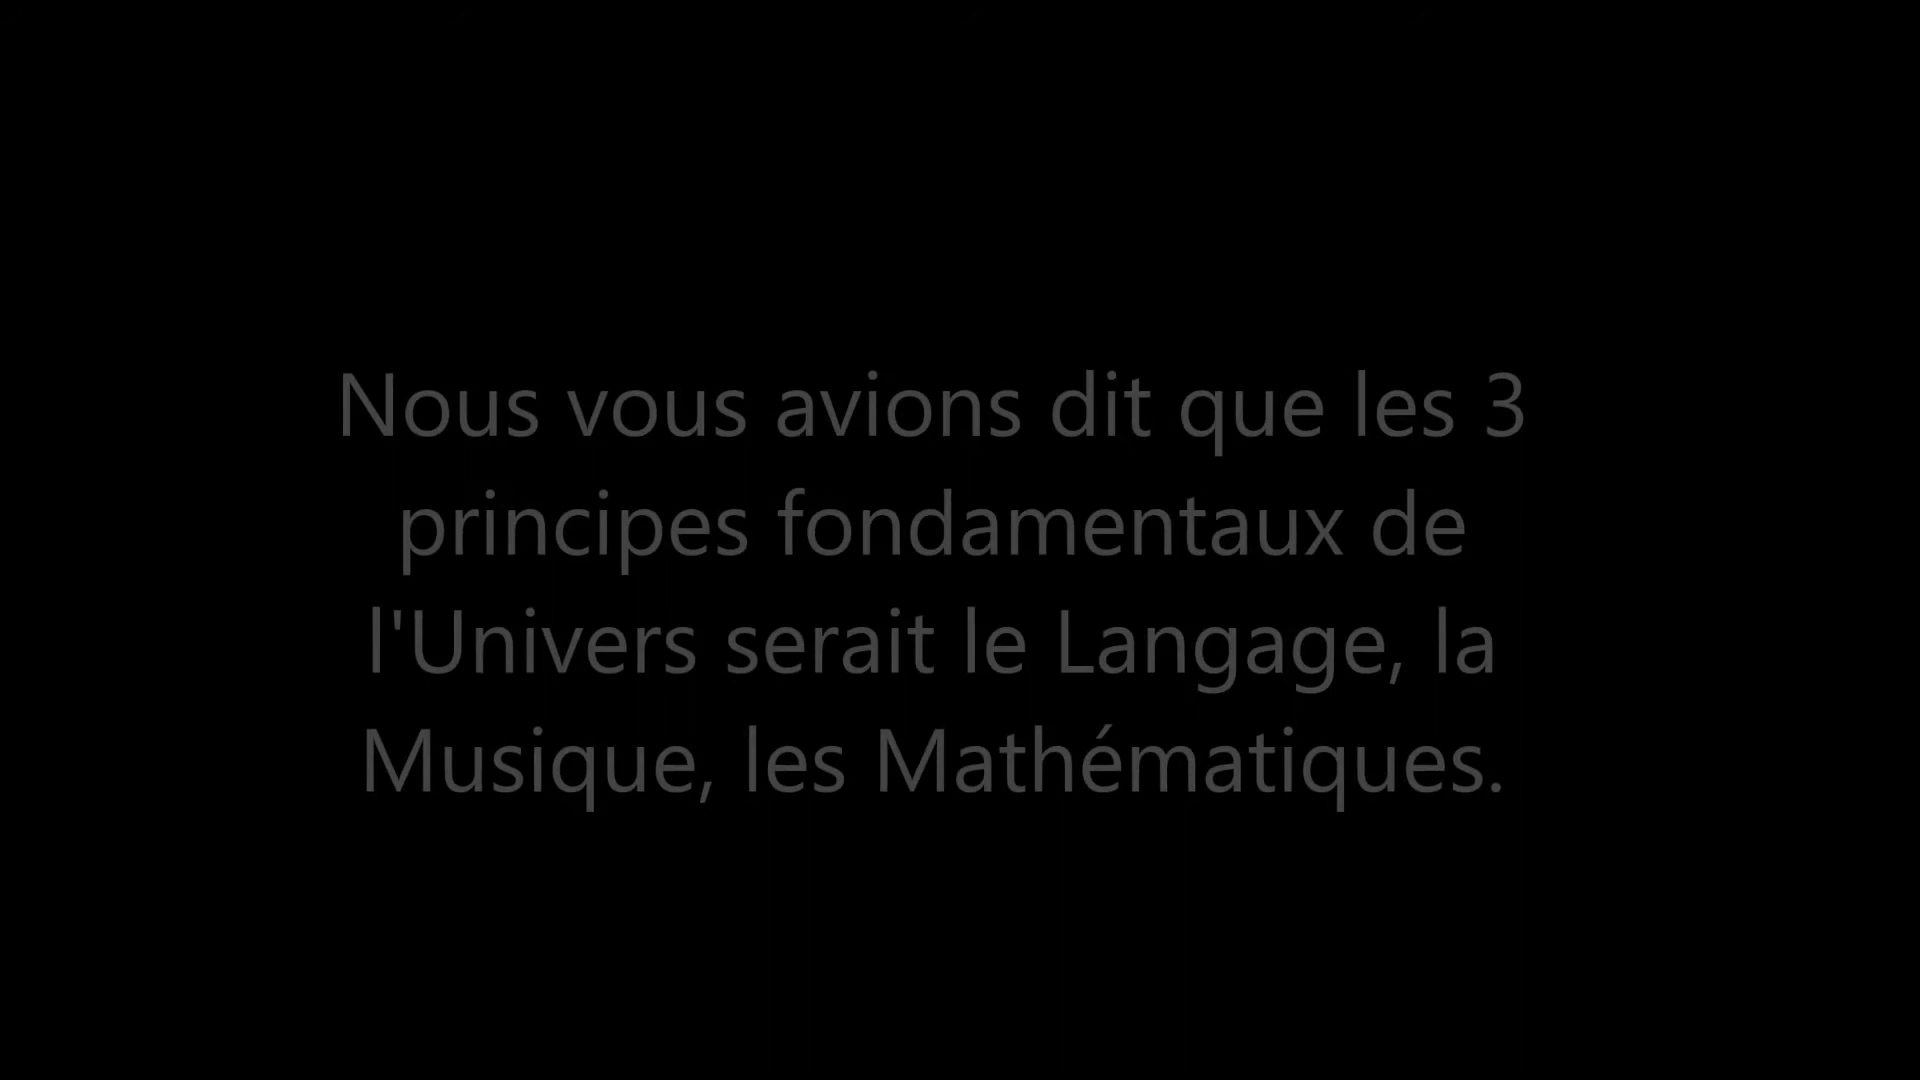 Nous vous avions dit que les 3
principes fondamentaux de
l'Univers serait le Langage, la
Musique, les Mathématiques.